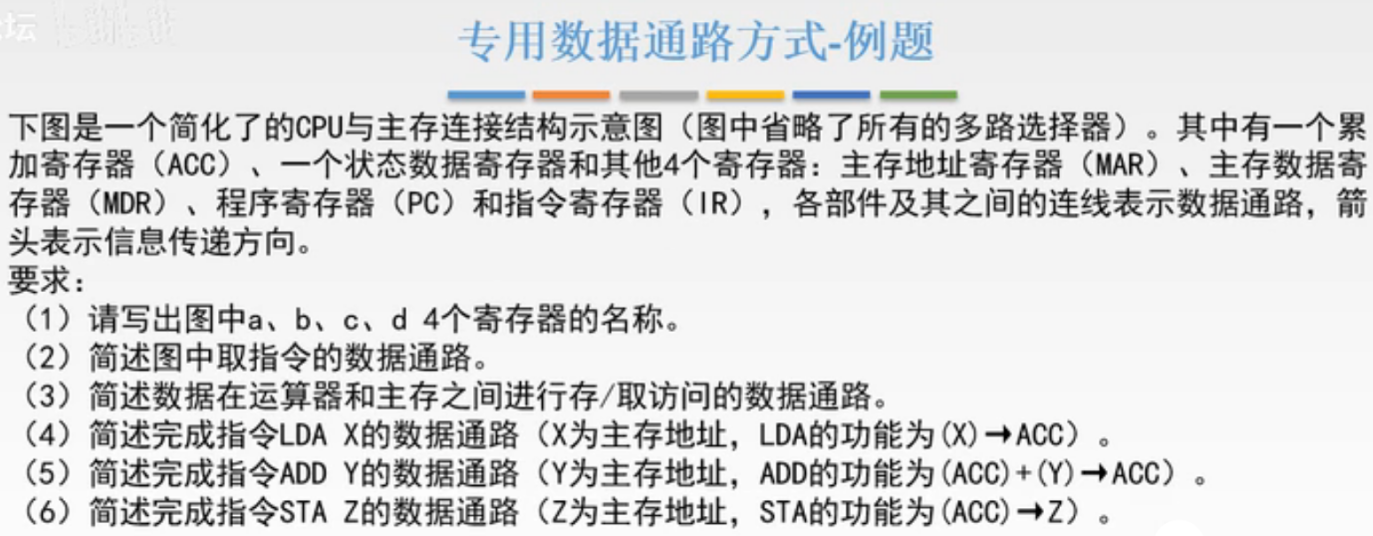 坛
专用数据通路方式-例题
下图是一个简化了的CPU与主存连接结构示意图（图中省略了所有的多路选择器）。其中有一个累
加寄存器（ACC）、一个状态数据寄存器和其他4个寄存器：主存地址寄存器（MAR）、主存数据寄
存器（MDR）、程序寄存器（PC）和指令寄存器（IR），各部件及其之间的连线表示数据通路，箭
头表示信息传递方向。
要求：
（1）请写出图中a、b、c、d 4个寄存器的名称。
（2）简述图中取指令的数据通路。
（3）简述数据在运算器和主存之间进行存/取访问的数据通路。
（4）简述完成指令LDA X的数据通路（X为主存地址，LDA的功能为(X)→ACC）。
（5）简述完成指令ADD Y的数据通路（Y为主存地址，ADD的功能为(ACC)+(Y)→ACC）。
（6）简述完成指令STA Z的数据通路（Z为主存地址，STA的功能为(ACC)→Z）。